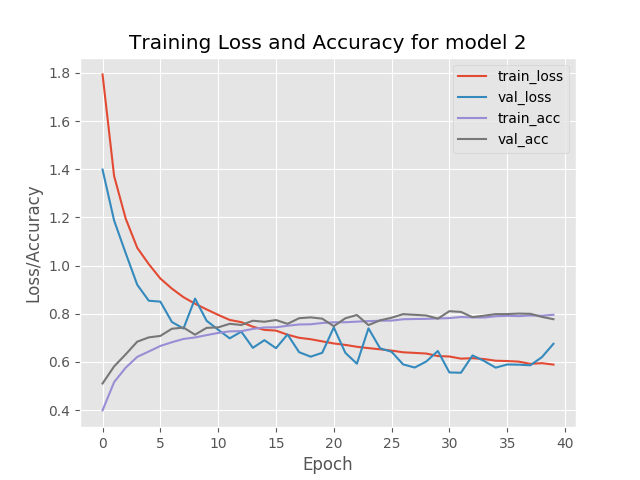 Training Loss and Accuracy for model 2
train_loss
val_loss
train_acc
val_acc
Loss/Accuracy
1.8
1.6
1.4
1.2
1.0
0.8
0.6
0.4
0 5 10 15 20 25 30 35 40
Epoch